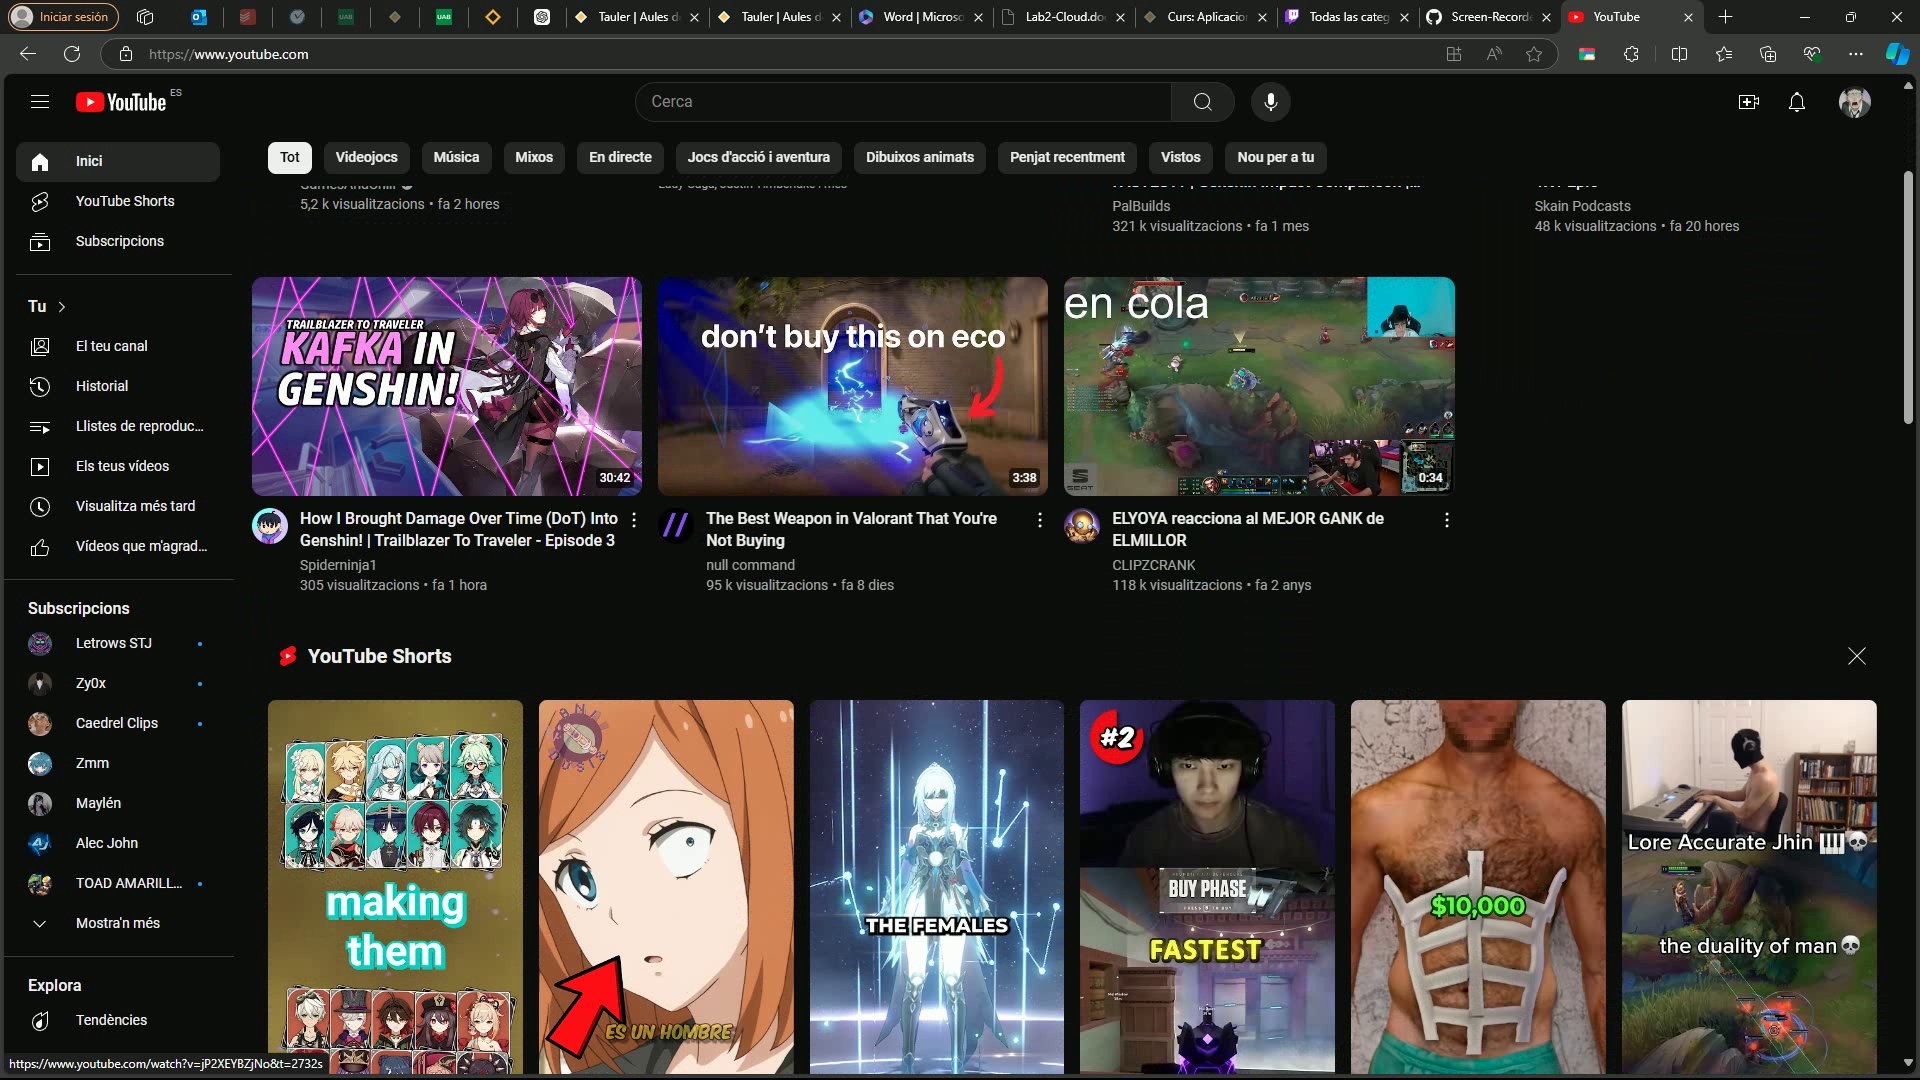 Iniciar sesión
Tauler | Aules d
Tauler | Aules d
Word | Microso
Lab2-Cloud.do
Curs: Aplicacio
Todas las categ
Screen-Recorde
YouTube
https://www.youtube.com
YouTube ES
Cerca
Tot
Videojocs
Música
Mixos
En directe
Jocs d'acció i aventura
Dibuixos animats
Penjat recentment
Vistos
Nou per a tu
Inici
YouTube Shorts
Subscripcions
Tu
El teu canal
Historial
Llistes de reproduc...
Els teus vídeos
Visualitza més tard
Vídeos que m'agrad...
Subscripcions
Letrows STJ
Zy0x
Caedrel Clips
Zmm
Maylén
Alec John
TOAD AMARILL...
Mostra'n més
Explora
Tendències
https://www.youtube.com/watch?v=jP2XEYBZjNo&t=2732s
5,2 k visualitzacions • fa 2 hores
PalBuilds
321 k visualitzacions • fa 1 mes
Skain Podcasts
48 k visualitzacions • fa 20 hores
TRAILBLAZER TO TRAVELER
KAFKA IN
GENSHIN!
30:42
How I Brought Damage Over Time (DoT) Into
Genshin! | Trailblazer To Traveler - Episode 3
Spiderninja1
305 visualitzacions • fa 1 hora
don't buy this on eco
3:38
The Best Weapon in Valorant That You're
Not Buying
null command
95 k visualitzacions • fa 8 dies
en cola
SEAT
0:34
ELYOYA reacciona al MEJOR GANK de
ELMILLOR
CLIPZCRANK
118 k visualitzacions • fa 2 anys
YouTube Shorts
making
them
ES UN HOMBRE
THE FEMALES
#2
BUY PHASE
FASTEST
$10,000
Lore Accurate Jhin
the duality of man